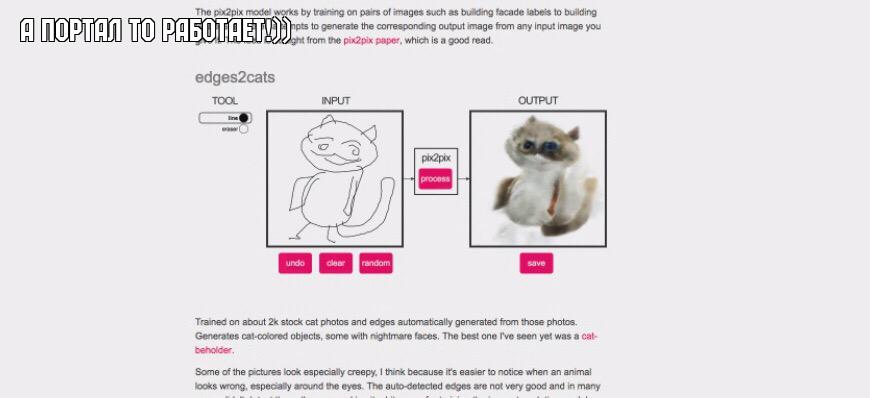 The pix2pix model works by training on pairs of images such as building facade labels to building
А ПОРТАЛ ТО РАБОТАЕТ!)))
to generate the corresponding output image from any input image you
from the pix2pix paper, which is a good read.
edges2cats
TOOL
INPUT
OUTPUT
line
eraser
pix2pix
process
undo
clear
random
save
Trained on about 2k stock cat photos and edges automatically generated from those photos.
Generates cat-colored objects, some with nightmare faces. The best one I've seen yet was a cat-
beholder.
Some of the pictures look especially creepy, I think because it's easier to notice when an animal
looks wrong, especially around the eyes. The auto-detected edges are not very good and in many